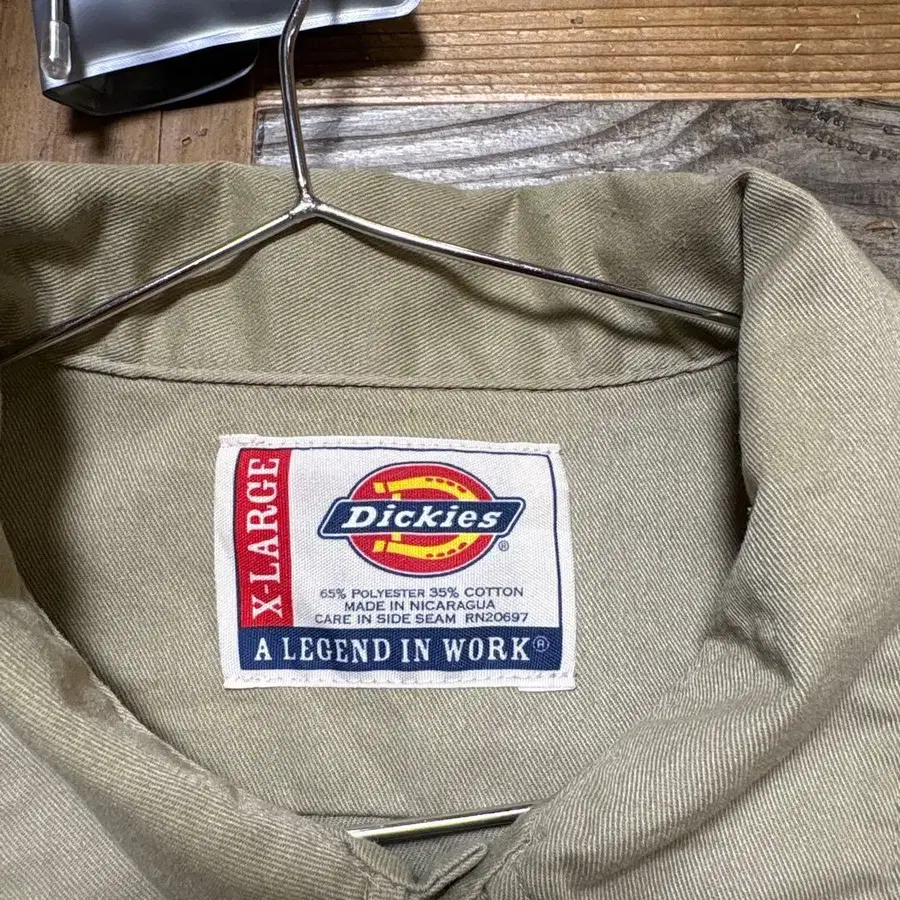 X-LARGE
Dickies®
65% POLYESTER 35% COTTON
MADE IN NICARAGUA
CARE IN SIDE SEAM RN20697
A LEGEND IN WORK®